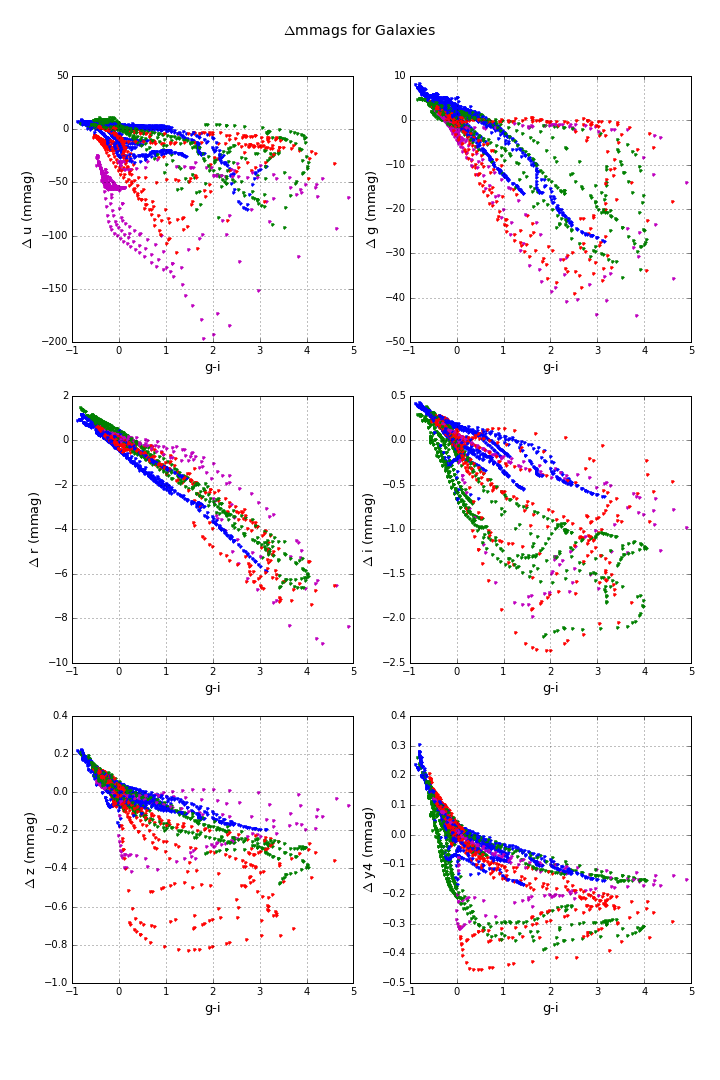 Δmmags for Galaxies
50
0
−50
−100
−150
−200
Δ u (mmag)
−1 0 1 2 3 4 5
g-i
10
0
−10
−20
−30
−40
−50
Δ g (mmag)
−1 0 1 2 3 4 5
g-i
2
0
−2
−4
−6
−8
−10
Δ r (mmag)
−1 0 1 2 3 4 5
g-i
0.5
0.0
−0.5
−1.0
−1.5
−2.0
−2.5
Δ i (mmag)
−1 0 1 2 3 4 5
g-i
0.4
0.2
0.0
−0.2
−0.4
−0.6
−0.8
−1.0
Δ z (mmag)
−1 0 1 2 3 4 5
g-i
0.4
0.3
0.2
0.1
0.0
−0.1
−0.2
−0.3
−0.4
−0.5
Δ y4 (mmag)
−1 0 1 2 3 4 5
g-i